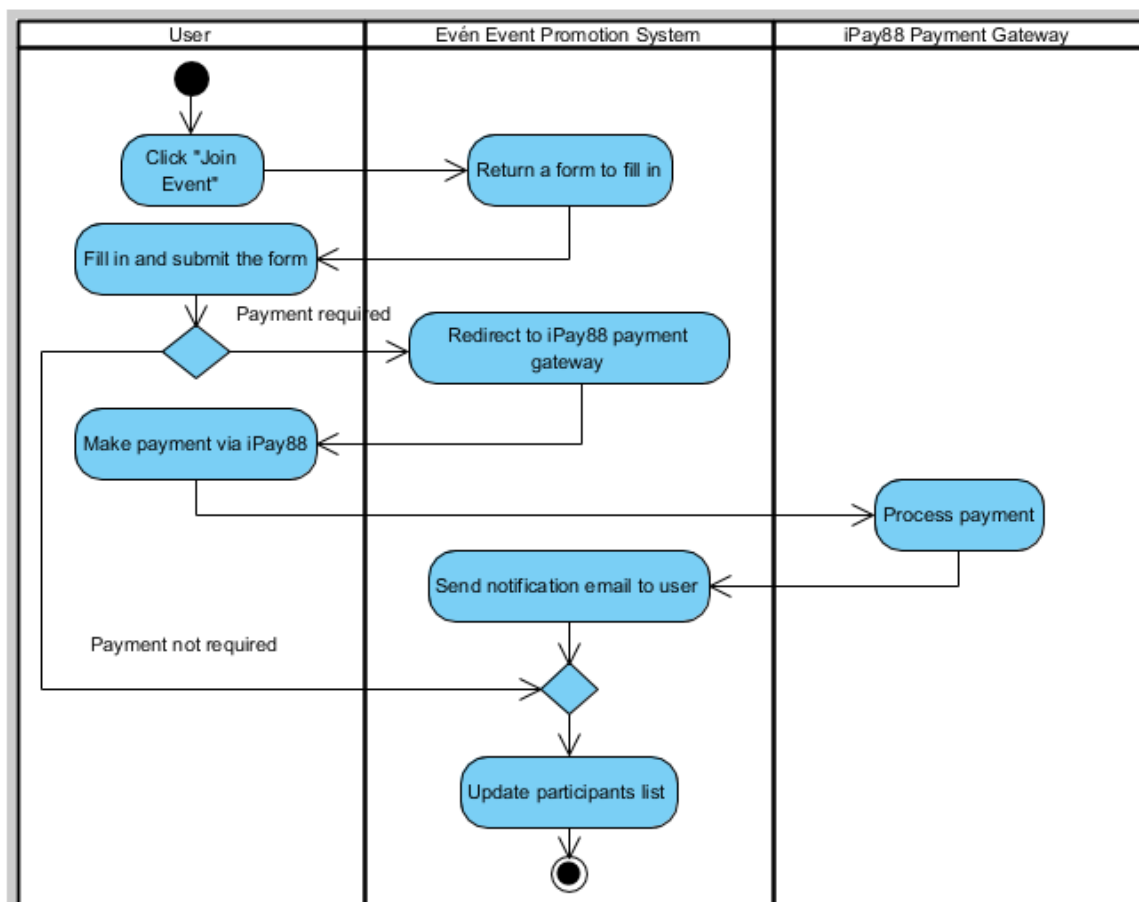 User
Evén Event Promotion System
iPay88 Payment Gateway
Click "Join
Event"
Return a form to fill in
Fill in and submit the form
Payment required
Redirect to iPay88 payment
gateway
Make payment via iPay88
Process payment
Send notification email to user
Payment not required
Update participants list